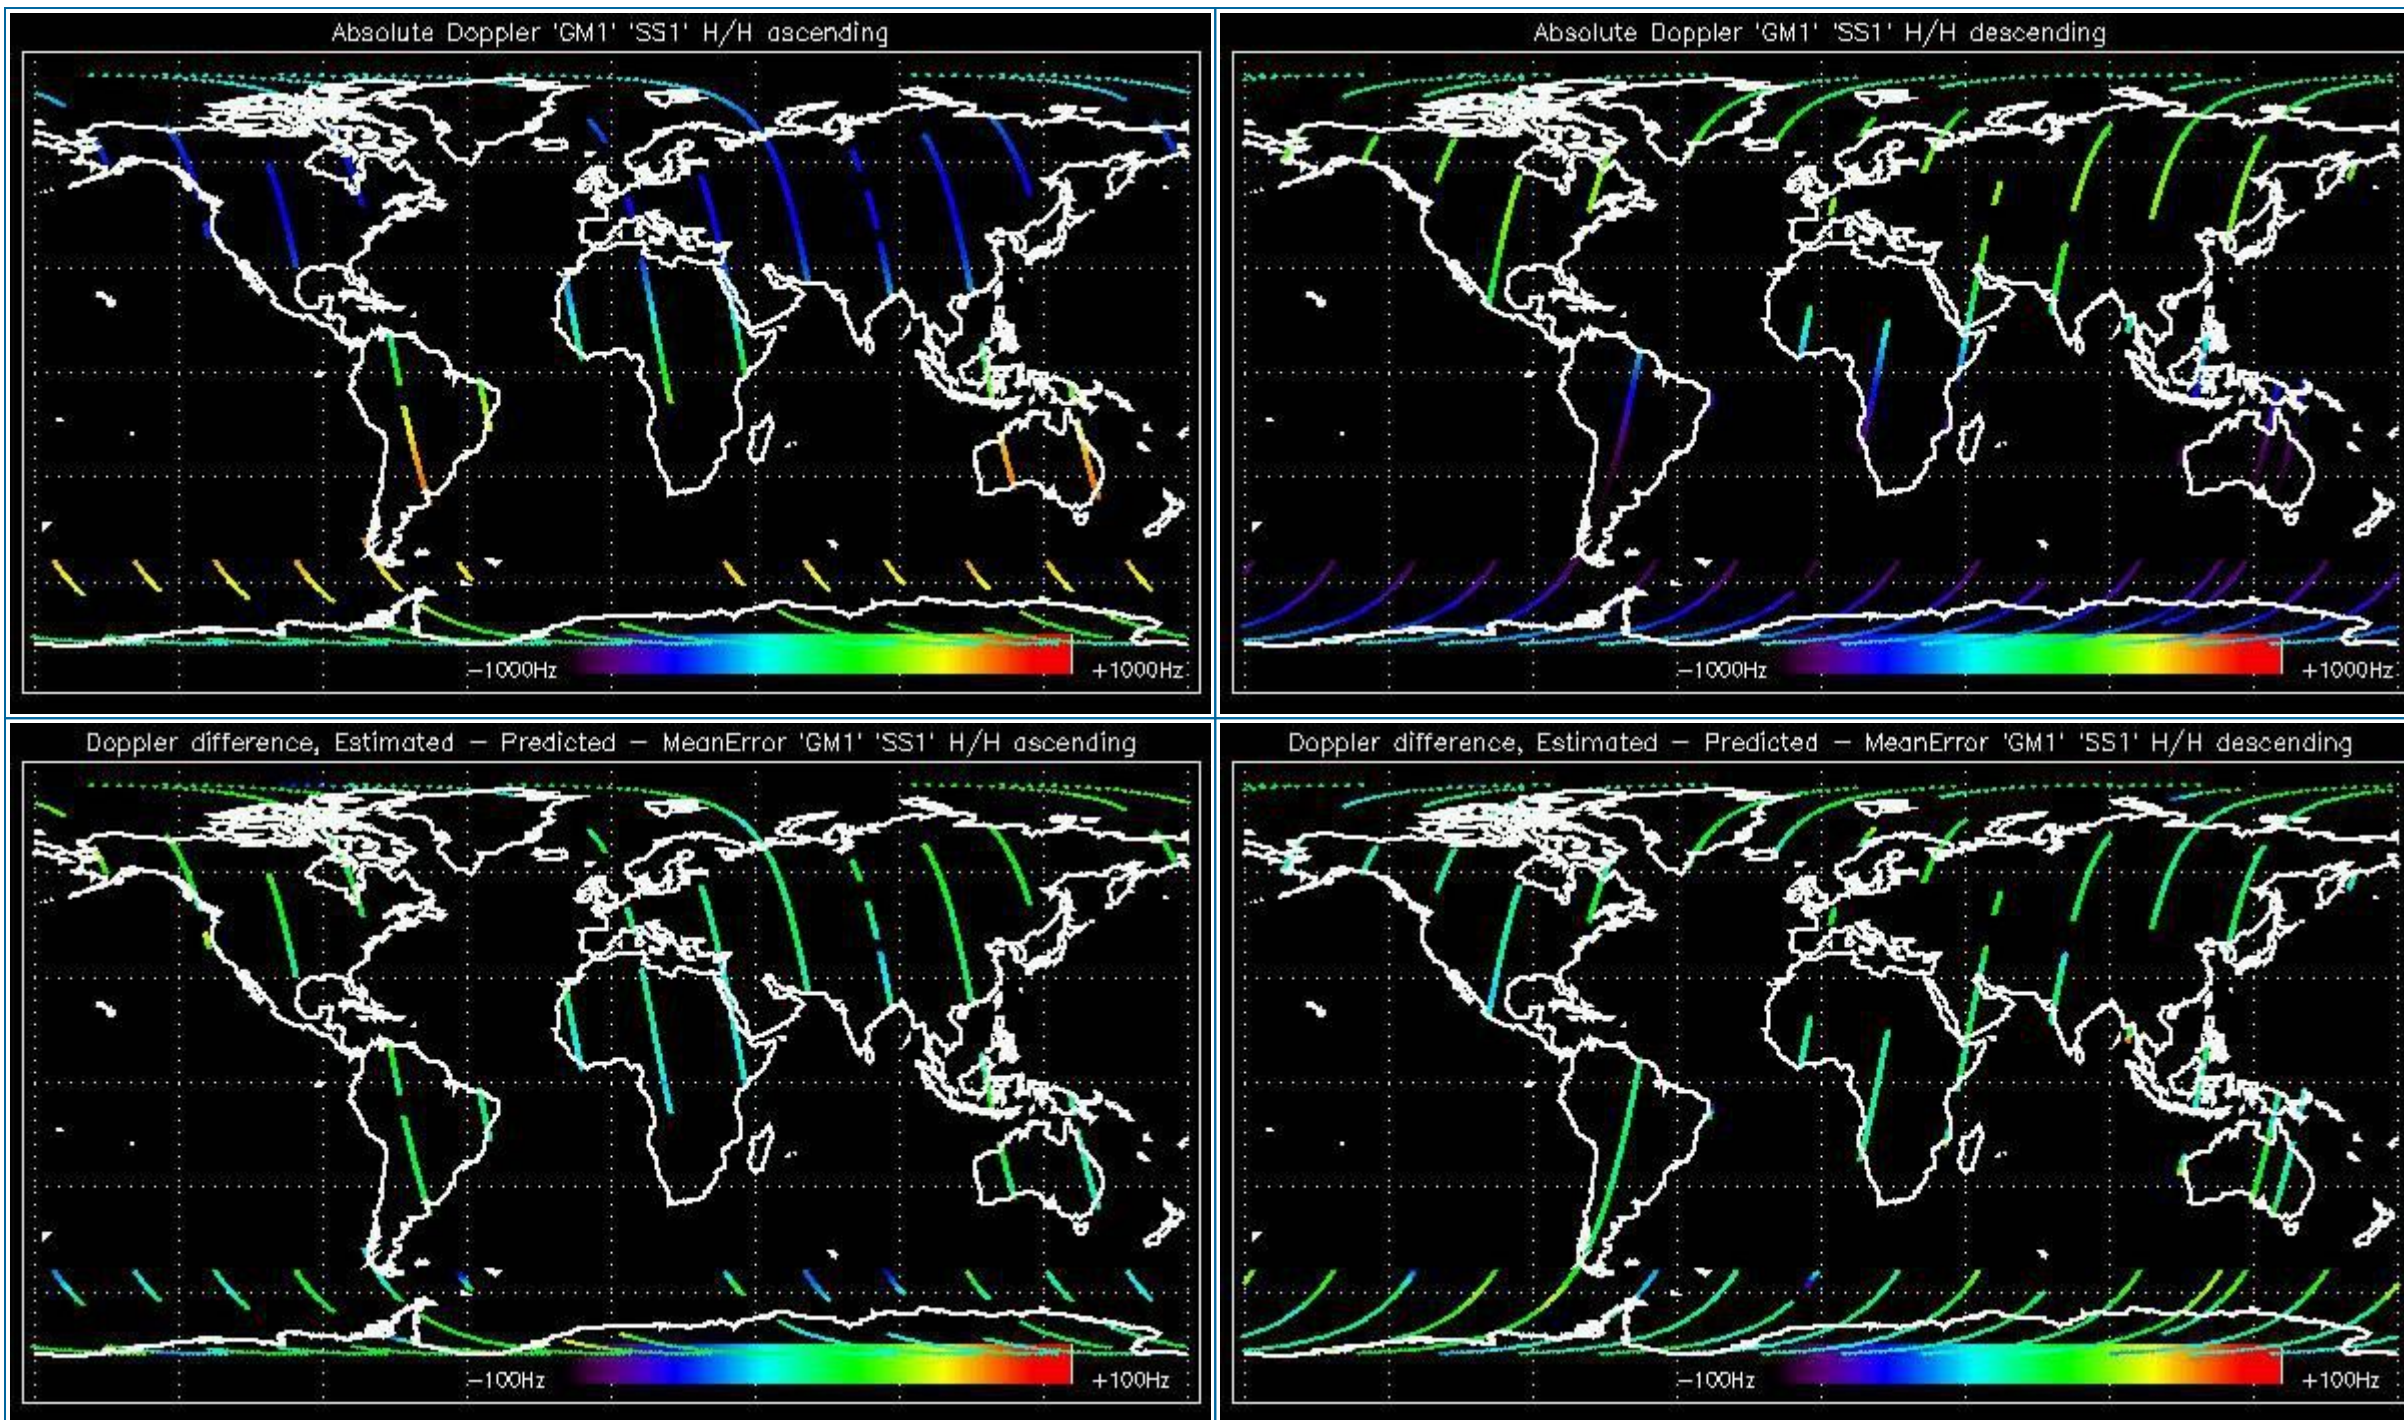 Absolute Doppler 'GM1' 'SS1' H/H ascending
-1000Hz +1000Hz
Absolute Doppler 'GM1' 'SS1' H/H descending
-1000Hz +1000Hz
Doppler difference, Estimated - Predicted - MeanError 'GM1' 'SS1' H/H ascending
-100Hz +100Hz
Doppler difference, Estimated - Predicted - MeanError 'GM1' 'SS1' H/H descending
-100Hz +100Hz